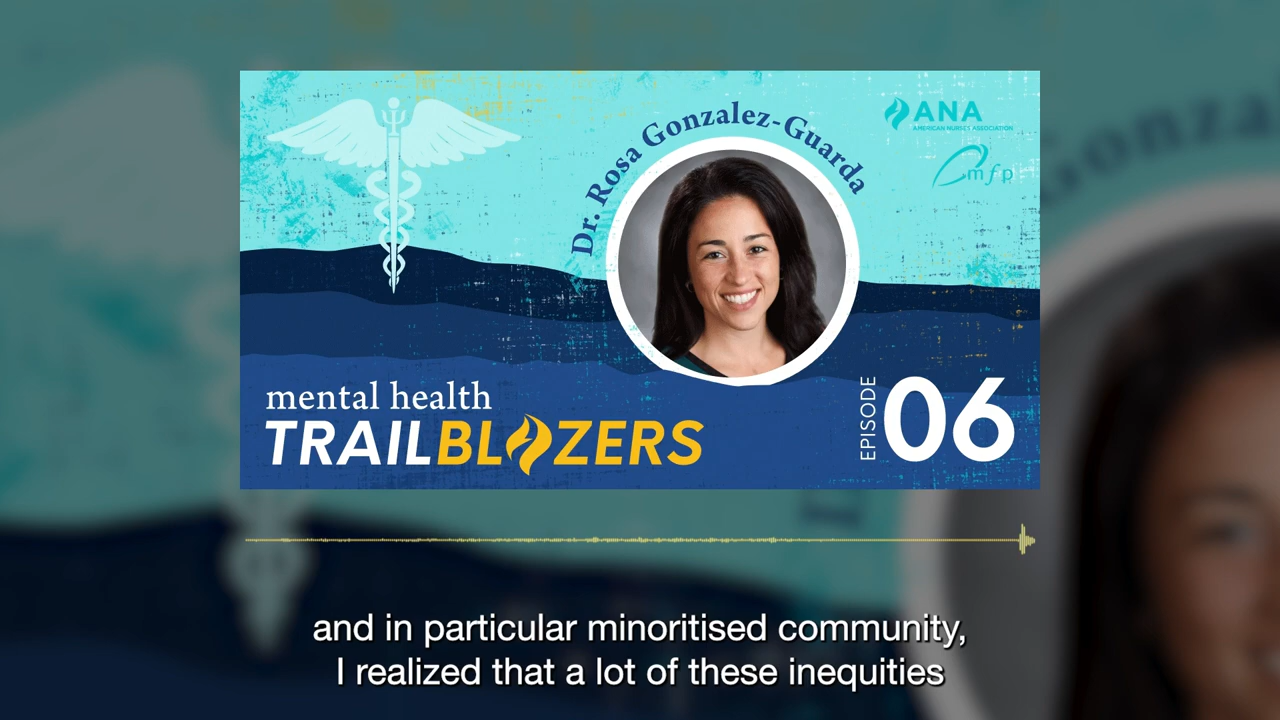 Dr. Rosa Gonzalez-Guarda
ANA
AMERICAN NURSES ASSOCIATION
mfp
mental health
TRAILBLAZERS
EPISODE
06
and in particular minoritised community,
I realized that a lot of these inequities